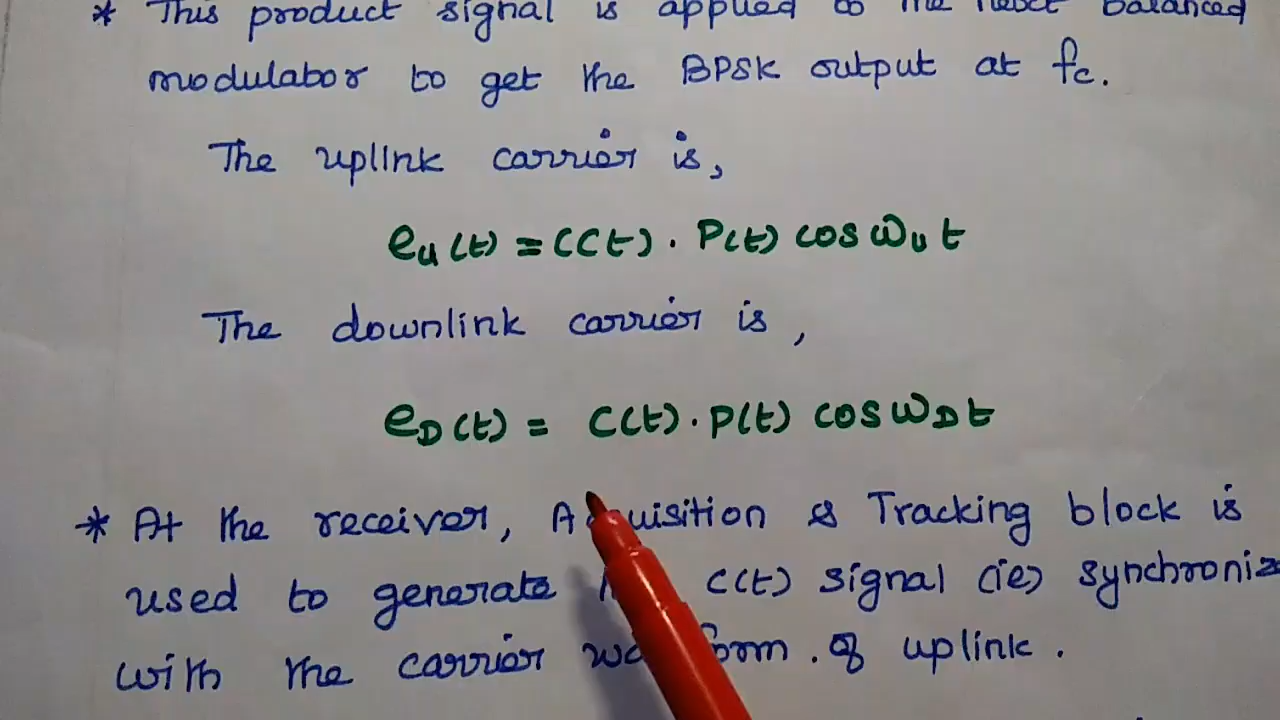 * This product signal is applied to the next balanced
modulator to get the BPSK output at fc.
The uplink carrier is,
eu(t) = C(t) . P(t) cos ωu t
The downlink carrier is,
eD(t) = C(t) . P(t) cos ωD t
* At the receiver, Acquisition & Tracking block is
used to generate C(t) signal (ie) synchroniz
with the carrier of uplink.